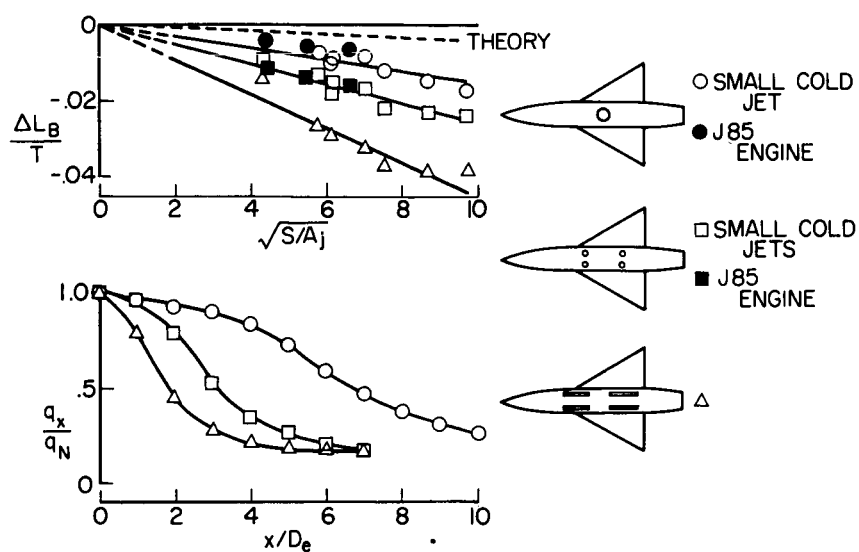 0
-.02
-.04
ΔL_B
T
THEORY
0 2 4 6 8 10
√S/A_j
1.0
.5
0
q_x
q_N
0 2 4 6 8 10
x/D_e
○ SMALL COLD
JET
● J85
ENGINE
□ SMALL COLD
JETS
■ J85
ENGINE
△